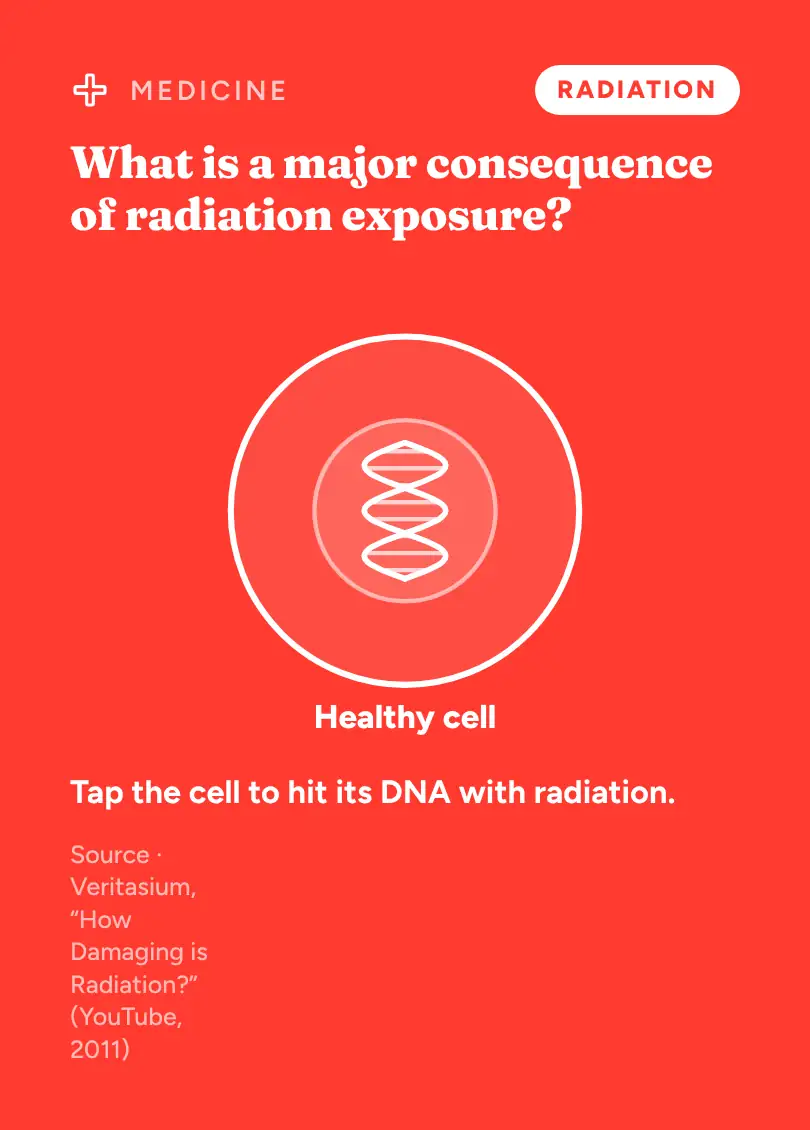 MEDICINE
RADIATION
What is a major consequence
of radiation exposure?
Healthy cell
Tap the cell to hit its DNA with radiation.
Source ·
Veritasium,
“How
Damaging is
Radiation?”
(YouTube,
2011)